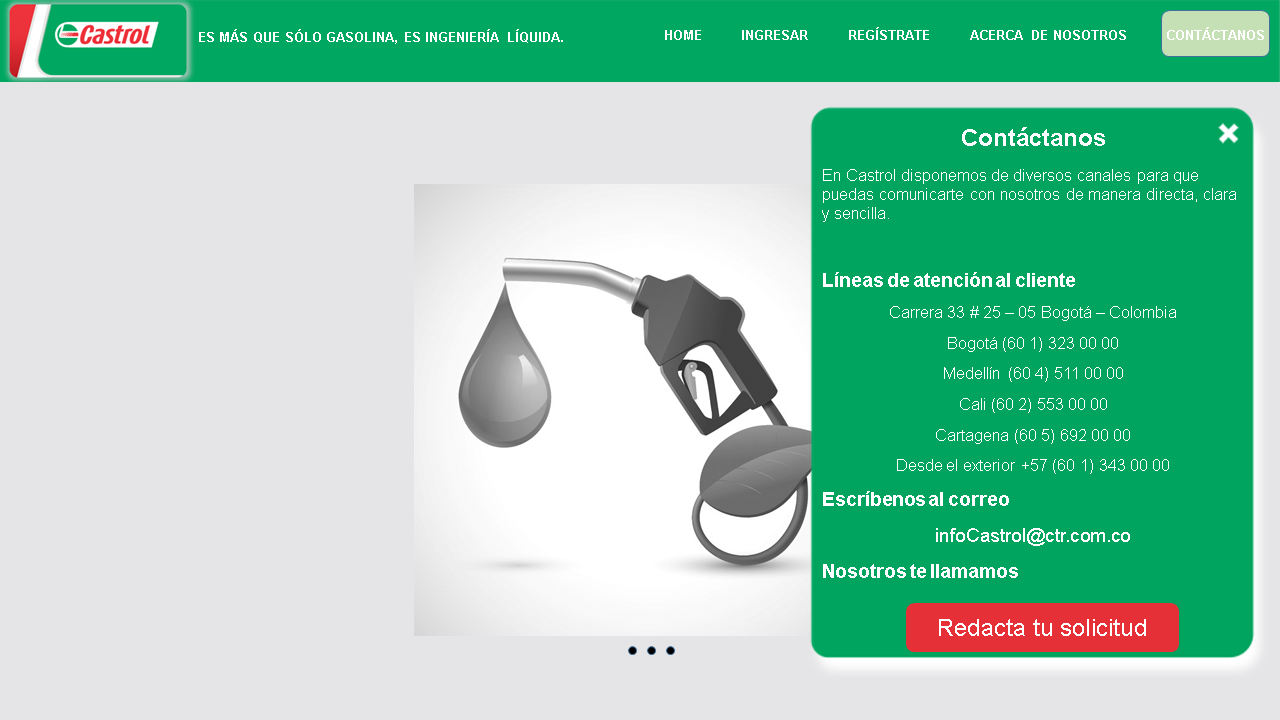 Castrol
ES MÁS QUE SÓLO GASOLINA, ES INGENIERÍA LÍQUIDA.
HOME
INGRESAR
REGÍSTRATE
ACERCA DE NOSOTROS
CONTÁCTANOS
Contáctanos
En Castrol disponemos de diversos canales para que
puedas comunicarte con nosotros de manera directa, clara
y sencilla.
Líneas de atención al cliente
Carrera 33 # 25 – 05 Bogotá – Colombia
Bogotá (60 1) 323 00 00
Medellín (60 4) 511 00 00
Cali (60 2) 553 00 00
Cartagena (60 5) 692 00 00
Desde el exterior +57 (60 1) 343 00 00
Escríbenos al correo
infoCastrol@ctr.com.co
Nosotros te llamamos
Redacta tu solicitud